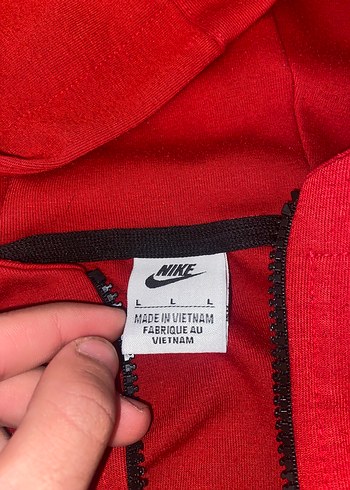 NIKE
L L L
MADE IN VIETNAM
FABRIQUE AU
VIETNAM